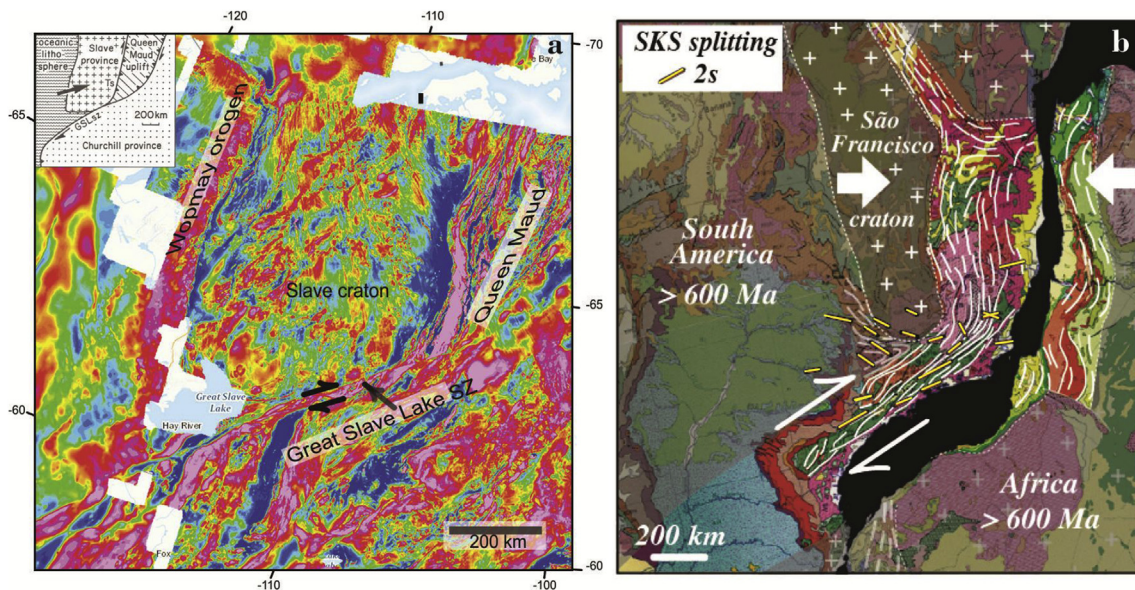 -120
-110
a
-70
oceanic
litho-
sphere
Slave
province
Queen
Maud
uplift
Ts
GSLsz
200km
Churchill province
e Bay
-65
Wopmay orogen
Queen Maud
Slave craton
-65
-60
Great Slave
Lake
Hay River
Great Slave Lake SZ
200 km
Fox
-60
-110
-100
SKS splitting
2s
b
São
Francisco
craton
South
America
> 600 Ma
Africa
> 600 Ma
200 km